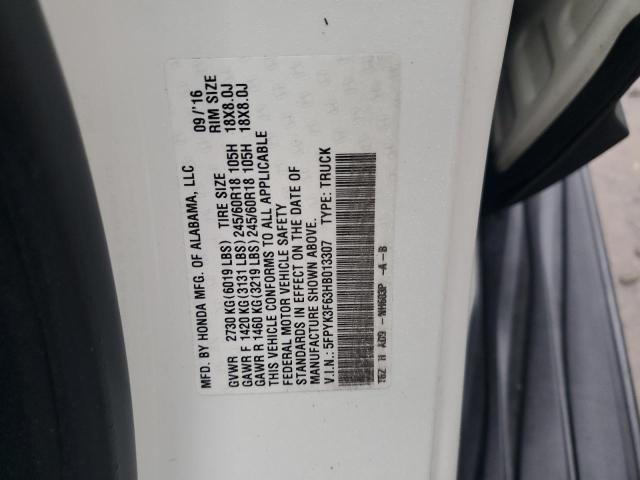 MFD. BY HONDA MFG. OF ALABAMA, LLC 09/'16
GVWR 2730 KG(6019 LBS) TIRE SIZE RIM SIZE
GAWR F 1420 KG(3131 LBS)245/60R18 105H 18X8.0J
GAWR R 1460 KG(3219 LBS)245/60R18 105H 18X8.0J
THIS VEHICLE CONFORMS TO ALL APPLICABLE
FEDERAL MOTOR VEHICLE SAFETY
STANDARDS IN EFFECT ON THE DATE OF
MANUFACTURE SHOWN ABOVE.
V.I.N.: 5FPYK3F63HB013307 TYPE: TRUCK
T6Z H A09 -NH603P -A-B